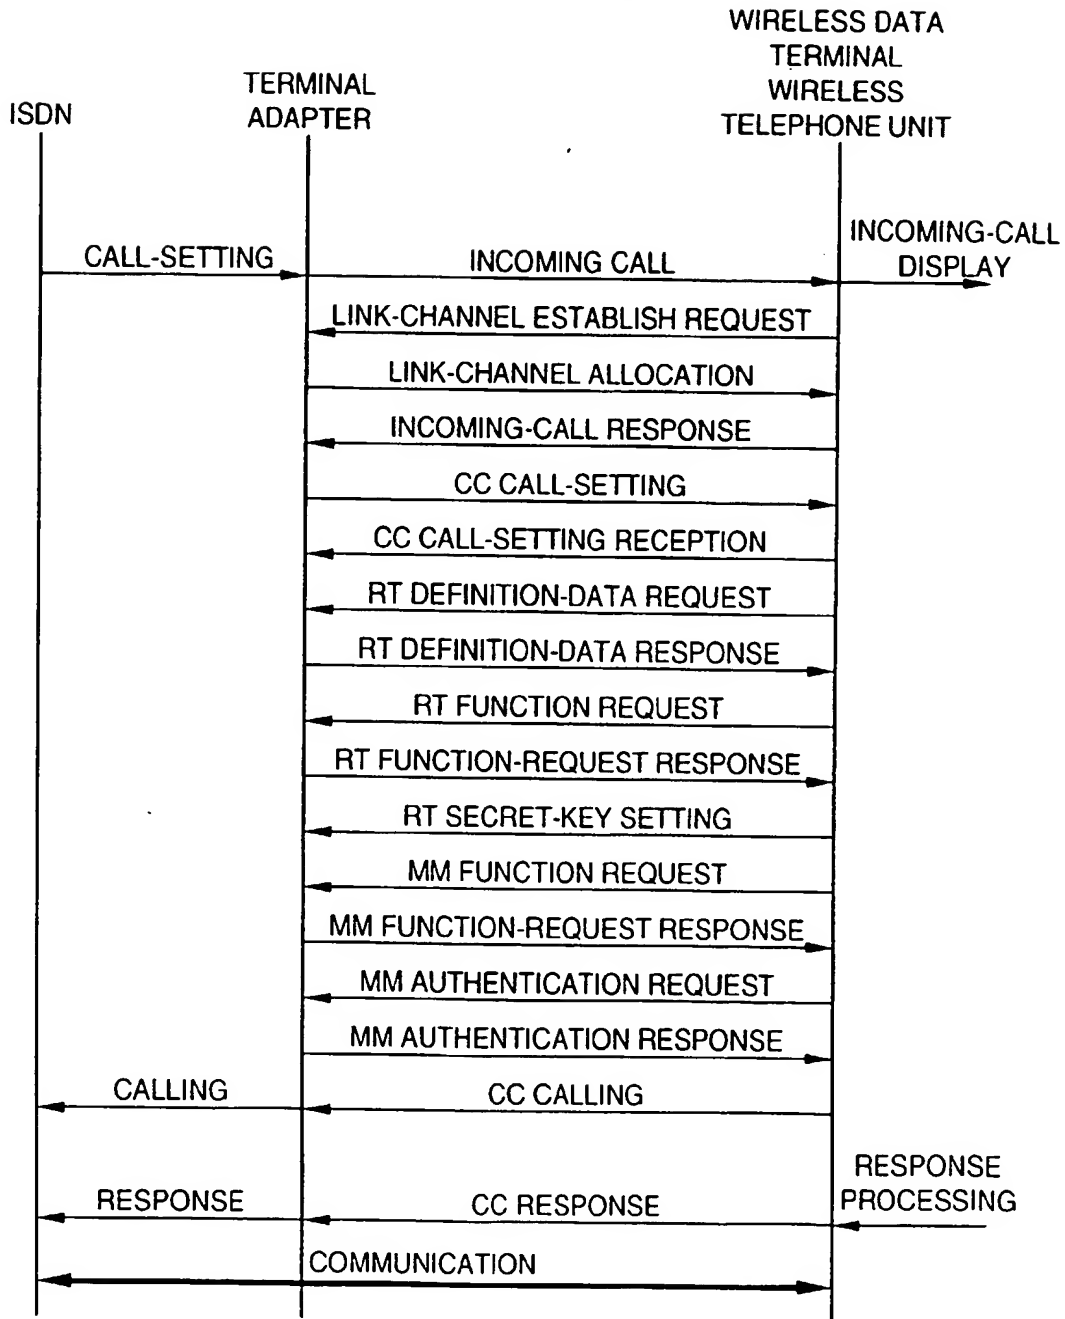 WIRELESS DATA
TERMINAL
WIRELESS
TELEPHONE UNIT
TERMINAL
ADAPTER
ISDN
INCOMING-CALL
DISPLAY
CALL-SETTING
INCOMING CALL
LINK-CHANNEL ESTABLISH REQUEST
LINK-CHANNEL ALLOCATION
INCOMING-CALL RESPONSE
CC CALL-SETTING
CC CALL-SETTING RECEPTION
RT DEFINITION-DATA REQUEST
RT DEFINITION-DATA RESPONSE
RT FUNCTION REQUEST
RT FUNCTION-REQUEST RESPONSE
RT SECRET-KEY SETTING
MM FUNCTION REQUEST
MM FUNCTION-REQUEST RESPONSE
MM AUTHENTICATION REQUEST
MM AUTHENTICATION RESPONSE
CALLING
CC CALLING
RESPONSE
PROCESSING
RESPONSE
CC RESPONSE
COMMUNICATION